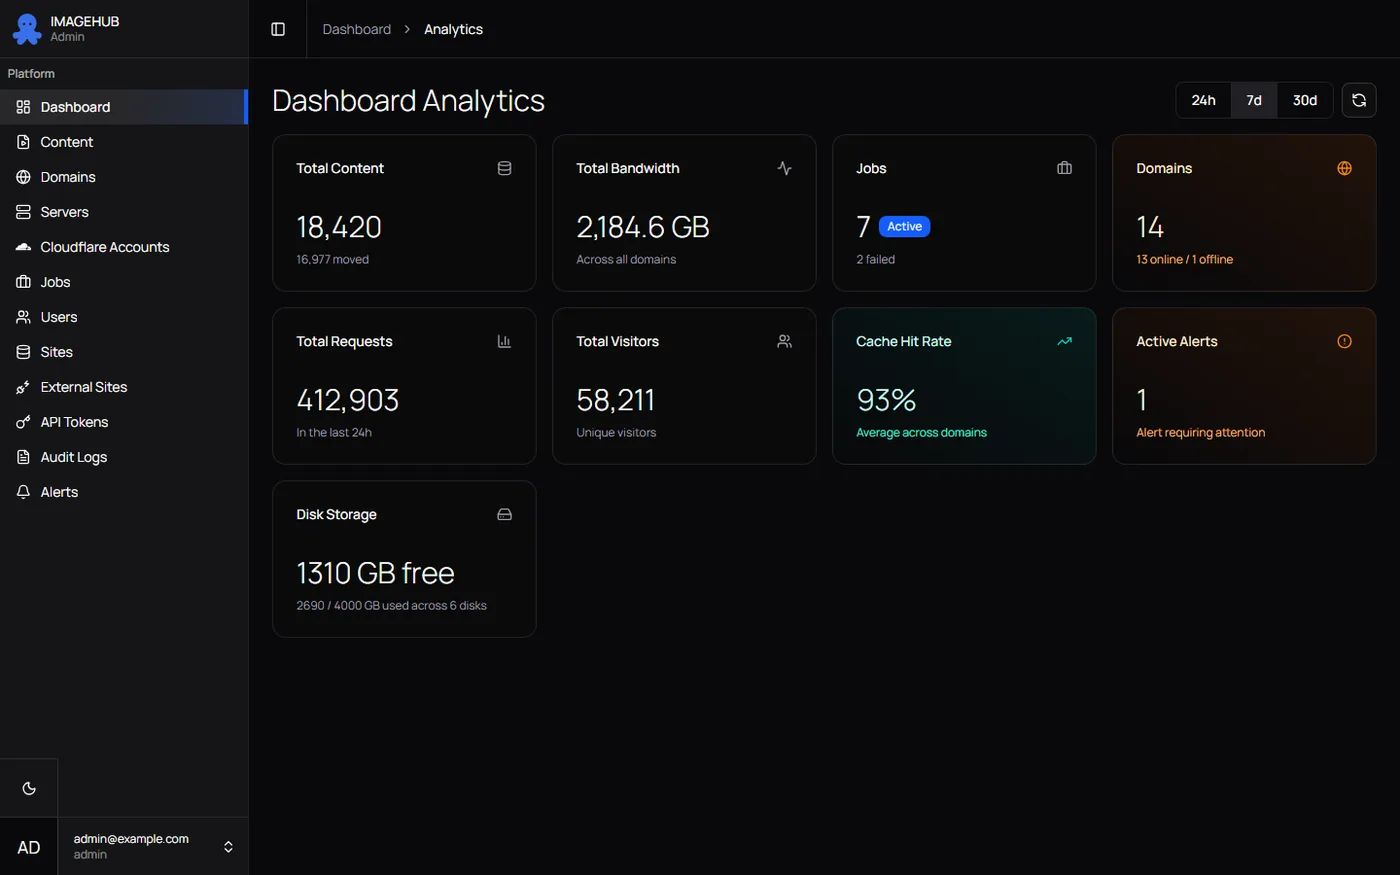 IMAGEHUB
Admin
Platform
Dashboard
Content
Domains
Servers
Cloudflare Accounts
Jobs
Users
Sites
External Sites
API Tokens
Audit Logs
Alerts
AD
admin@example.com
admin
Dashboard > Analytics
Dashboard Analytics
24h 7d 30d
Total Content
18,420
16,977 moved
Total Bandwidth
2,184.6 GB
Across all domains
Jobs
7 Active
2 failed
Domains
14
13 online / 1 offline
Total Requests
412,903
In the last 24h
Total Visitors
58,211
Unique visitors
Cache Hit Rate
93%
Average across domains
Active Alerts
1
Alert requiring attention
Disk Storage
1310 GB free
2690 / 4000 GB used across 6 disks